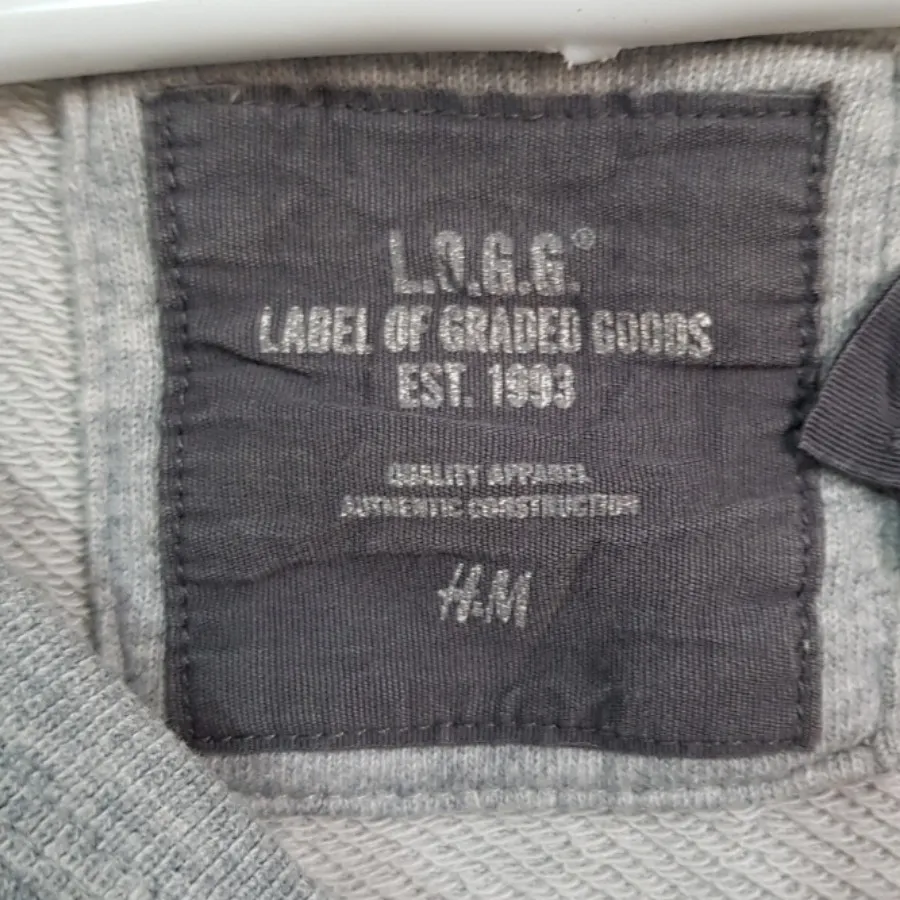 L.O.G.G.®
LABEL OF GRADED GOODS
EST. 1993
QUALITY APPAREL
AUTHENTIC CONSTRUCTION
H&M